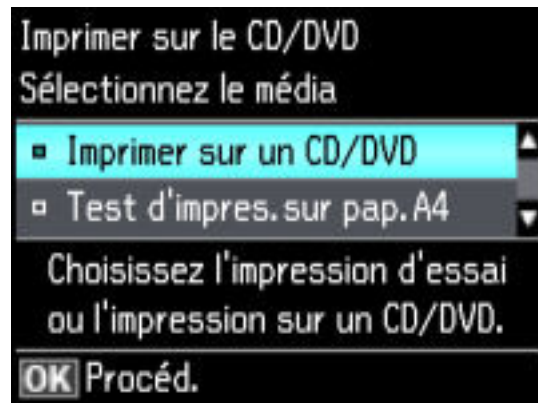 Imprimer sur le CD/DVD
Sélectionnez le média
Imprimer sur un CD/DVD
Test d'impres.sur pap.A4
Choisissez l'impression d'essai
ou l'impression sur un CD/DVD.
OK Procéd.